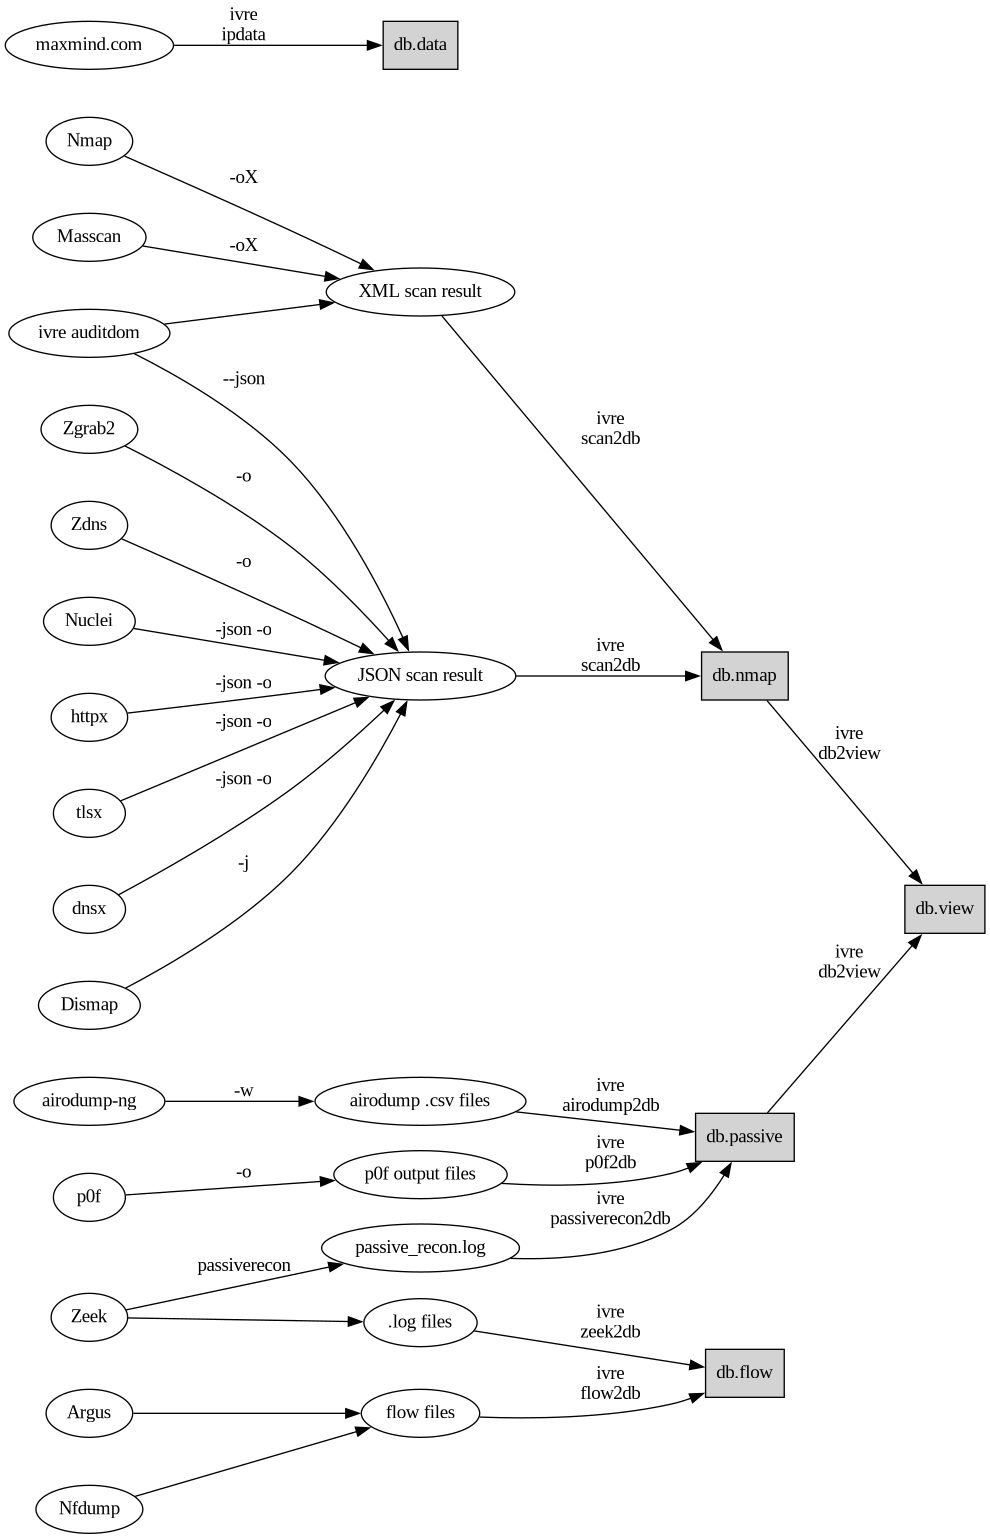 maxmind.com
ivre
ipdata
db.data
Nmap
-oX
Masscan
-oX
XML scan result
ivre auditdom
--json
ivre
scan2db
Zgrab2
-o
Zdns
-o
Nuclei
-json -o
JSON scan result
ivre
scan2db
db.nmap
httpx
-json -o
tlsx
-json -o
ivre
db2view
dnsx
-json -o
db.view
Dismap
-j
ivre
db2view
airodump-ng
-w
airodump .csv files
ivre
airodump2db
db.passive
p0f
-o
p0f output files
ivre
p0f2db
passive_recon.log
ivre
passiverecon2db
Zeek
passiverecon
.log files
ivre
zeek2db
db.flow
Argus
flow files
ivre
flow2db
Nfdump